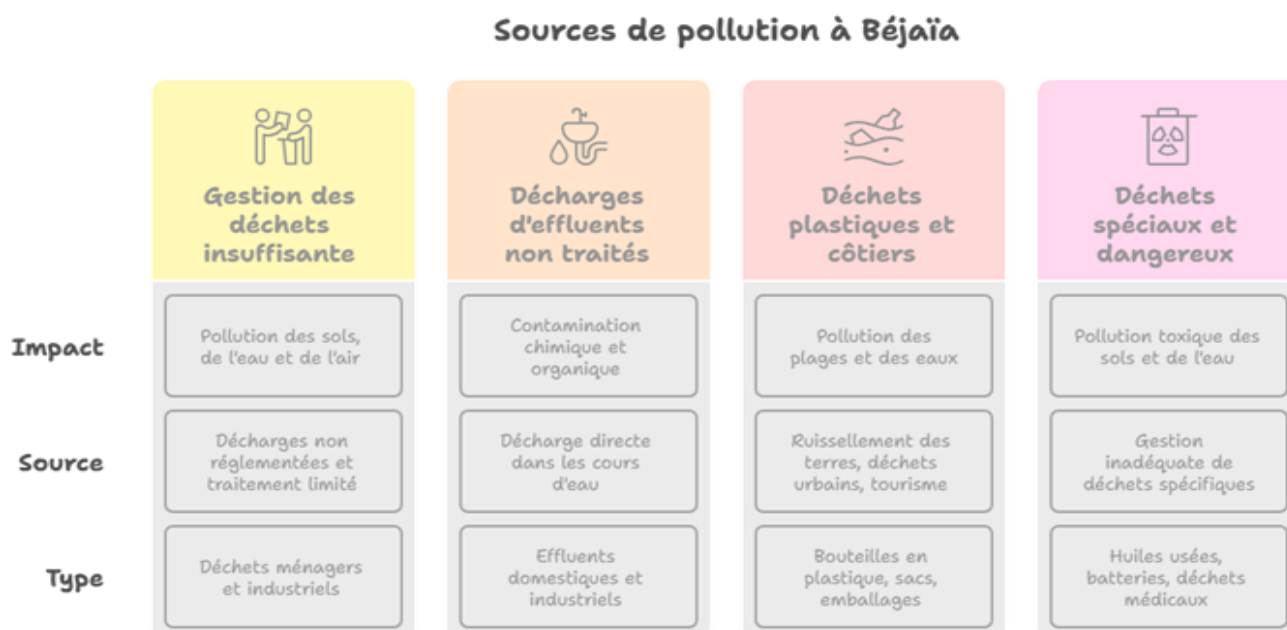 Sources de pollution à Béjaïa
Gestion des
déchets
insuffisante
Décharges
d'effluents
non traités
Déchets
plastiques et
côtiers
Déchets
spéciaux et
dangereux
Impact
Pollution des sols,
de l'eau et de l'air
Contamination
chimique et
organique
Pollution des
plages et des eaux
Pollution toxique des
sols et de l'eau
Source
Décharges non
réglementées et
traitement limité
Décharge directe
dans les cours
d'eau
Ruissellement des
terres, déchets
urbains, tourisme
Gestion
inadéquate de
déchets spécifiques
Type
Déchets ménagers
et industriels
Effluents
domestiques et
industriels
Bouteilles en
plastique, sacs,
emballages
Huiles usées,
batteries, déchets
médicaux